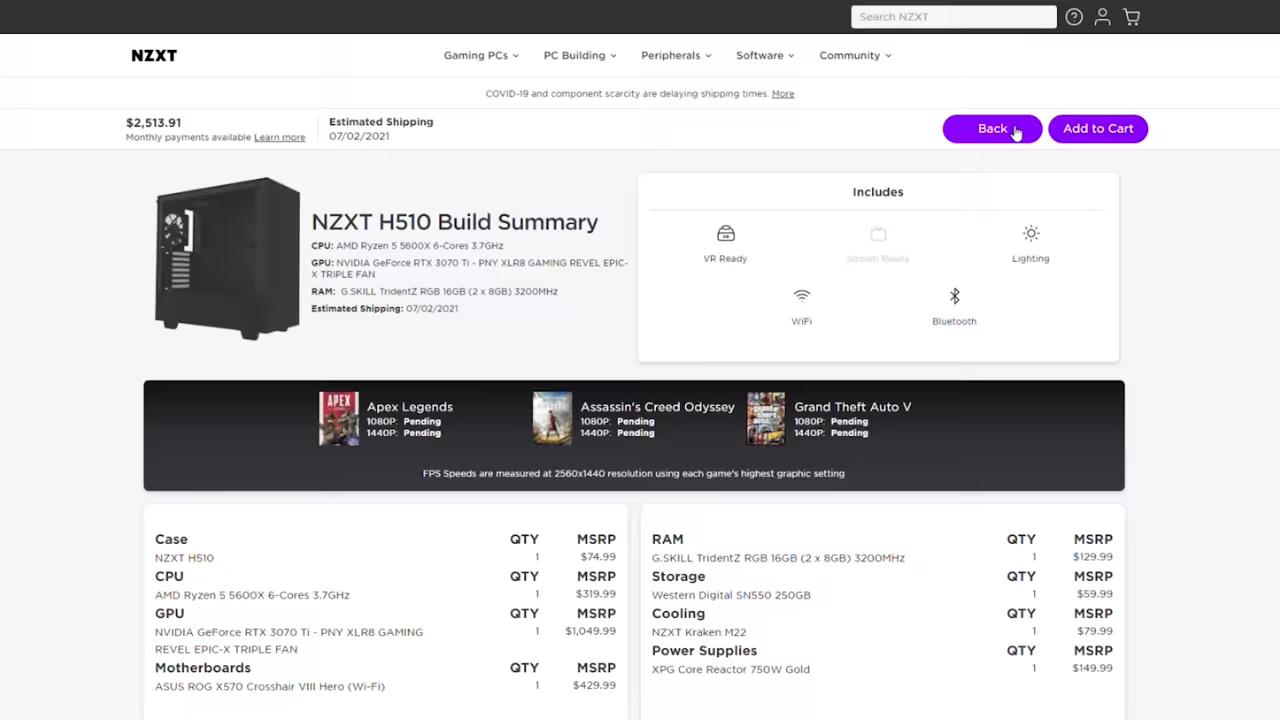 Search NZXT
NZXT
Gaming PCs
PC Building
Peripherals
Software
Community
COVID-19 and component scarcity are delaying shipping times. More
$2,513.91
Monthly payments available Learn more
Estimated Shipping
07/02/2021
Back
Add to Cart
NZXT H510 Build Summary
CPU: AMD Ryzen 5 5600X 6-Cores 3.7GHz
GPU: NVIDIA GeForce RTX 3070 Ti - PNY XLR8 GAMING REVEL EPIC-
X TRIPLE FAN
RAM: G.SKILL TridentZ RGB 16GB (2 x 8GB) 3200MHz
Estimated Shipping: 07/02/2021
Includes
VR Ready
Stream Ready
Lighting
WiFi
Bluetooth
APEX
Apex Legends
1080P: Pending
1440P: Pending
Assassin's Creed Odyssey
1080P: Pending
1440P: Pending
Grand Theft Auto V
1080P: Pending
1440P: Pending
FPS Speeds are measured at 2560x1440 resolution using each game's highest graphic setting
Case QTY MSRP
NZXT H510 1 $74.99
CPU QTY MSRP
AMD Ryzen 5 5600X 6-Cores 3.7GHz 1 $319.99
GPU QTY MSRP
NVIDIA GeForce RTX 3070 Ti - PNY XLR8 GAMING 1 $1,049.99
REVEL EPIC-X TRIPLE FAN
Motherboards QTY MSRP
ASUS ROG X570 Crosshair VIII Hero (Wi-Fi) 1 $429.99
RAM QTY MSRP
G.SKILL TridentZ RGB 16GB (2 x 8GB) 3200MHz 1 $129.99
Storage QTY MSRP
Western Digital SN550 250GB 1 $59.99
Cooling QTY MSRP
NZXT Kraken M22 1 $79.99
Power Supplies QTY MSRP
XPG Core Reactor 750W Gold 1 $149.99